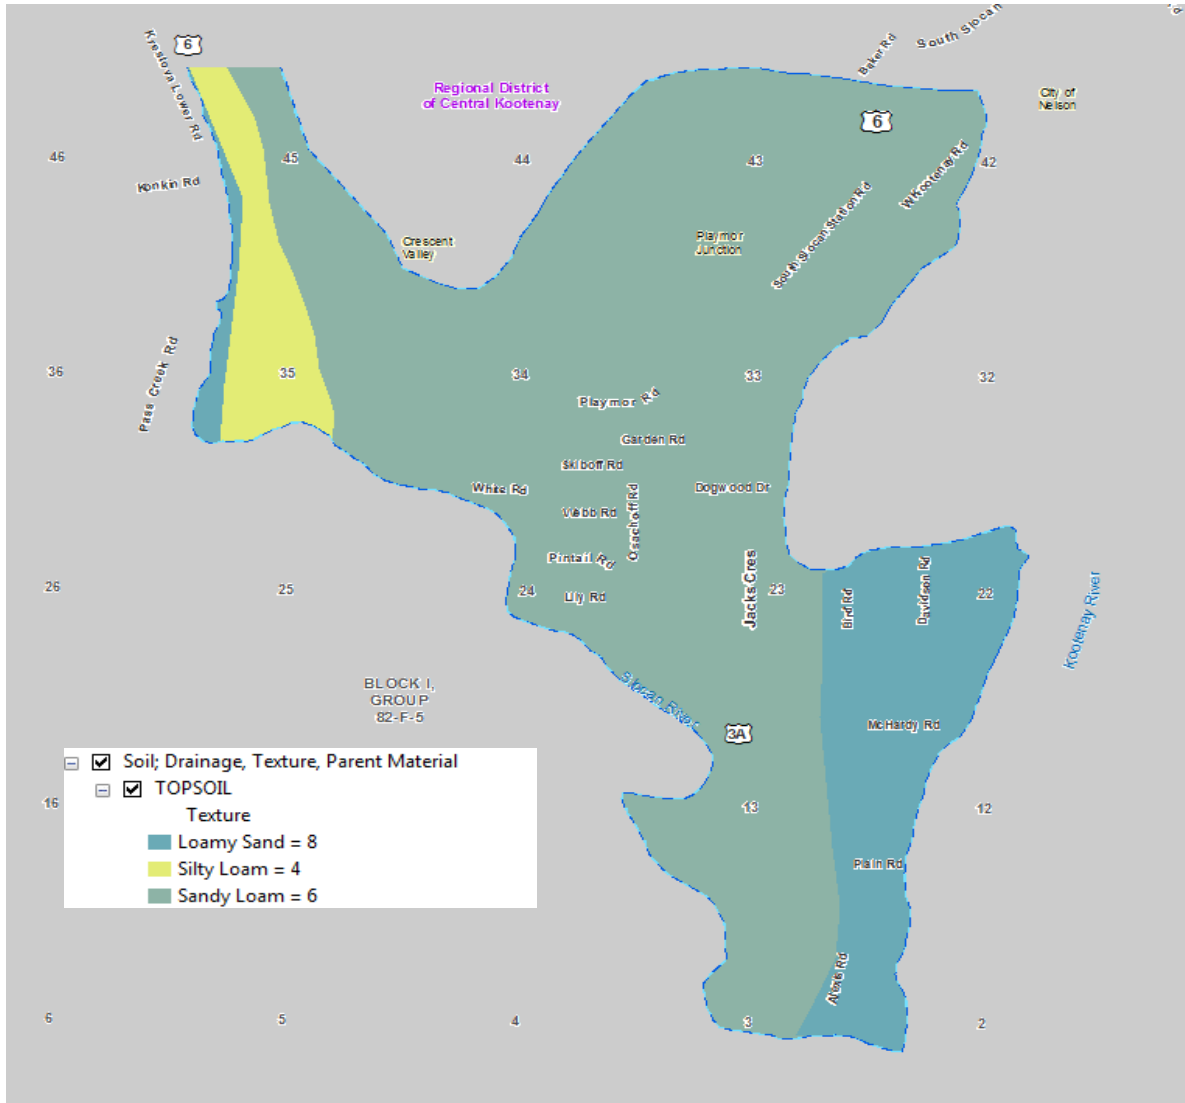 6
South Slocan
Baker Rd
Kyestova Lower Rd
Regional District
of Central Kootenay
City of
Nelson
6
46
45
44
43
42
Konkin Rd
W Kootenay Rd
South Slocan Station Rd
Crescent
Valley
Playmor
Junction
Pass Creek Rd
36
35
34
33
32
Playmor Rd
Garden Rd
Skiboff Rd
White Rd
Osachoff Rd
Dogwood Dr
Webb Rd
Pintail Rd
Jacks Cres
26
25
24
23
22
Lily Rd
Bird Rd
Davidson Rd
Kootenay River
BLOCK I,
GROUP
82-F-5
Slocan River
3A
McHardy Rd
Soil; Drainage, Texture, Parent Material
TOPSOIL
Texture
Loamy Sand = 8
Silty Loam = 4
Sandy Loam = 6
16
13
12
Plain Rd
Alexis Rd
6
5
4
3
2